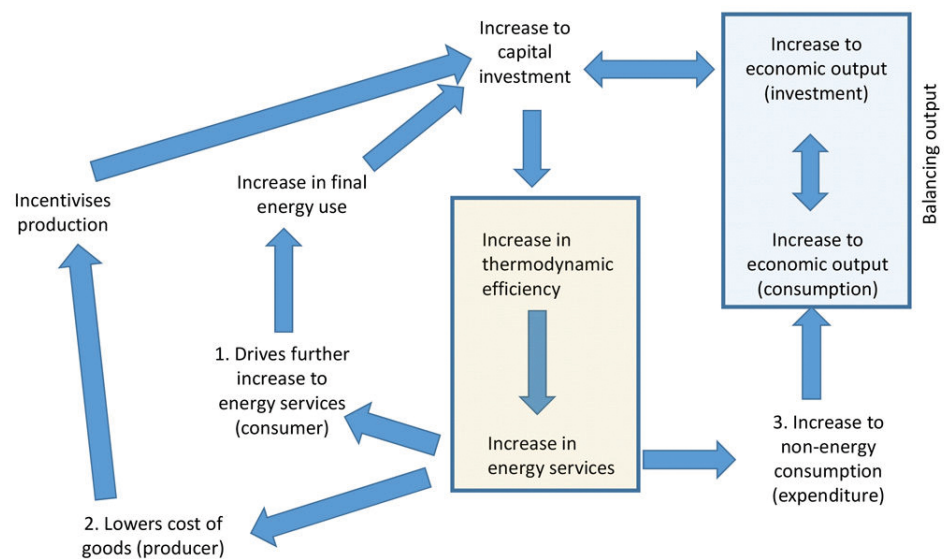 Increase to
capital
investment
Increase to
economic output
(investment)
Increase to
economic output
(consumption)
Balancing output
Incentivises
production
Increase in final
energy use
Increase in
thermodynamic
efficiency
Increase in
energy services
1. Drives further
increase to
energy services
(consumer)
2. Lowers cost of
goods (producer)
3. Increase to
non-energy
consumption
(expenditure)